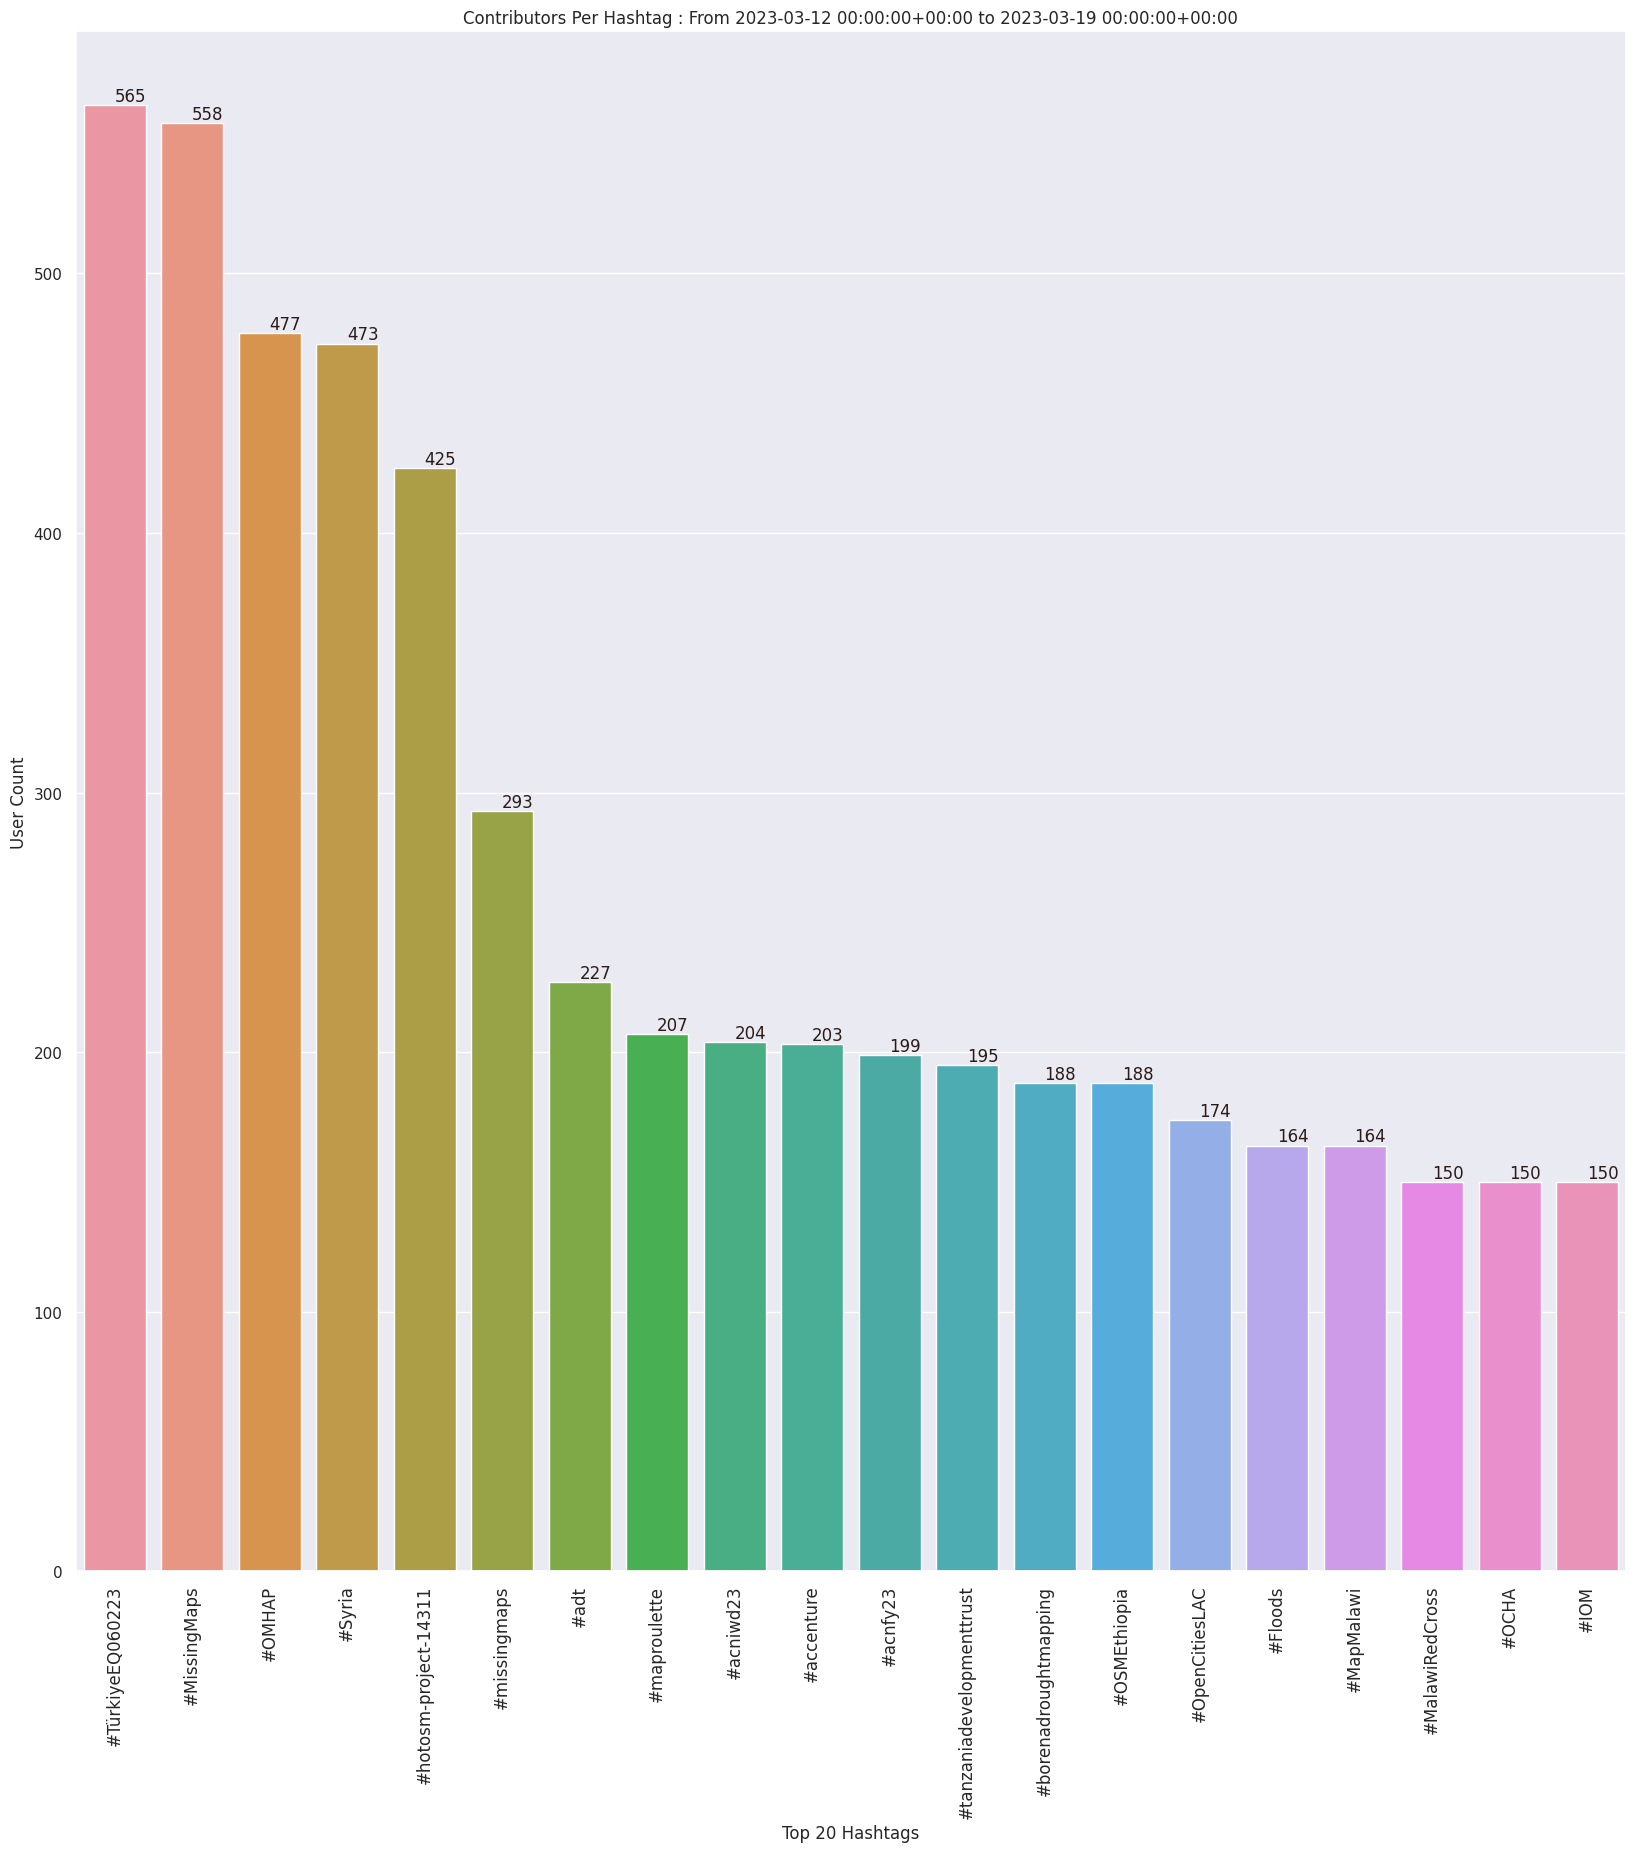 Contributors Per Hashtag : From 2023-03-12 00:00:00+00:00 to 2023-03-19 00:00:00+00:00
565
558
477
473
425
293
227
207
204
203
199
195
188
188
174
164
164
150
150
150
500
400
300
200
100
0
User Count
#TürkiyeEQ060223
#MissingMaps
#OMHAP
#Syria
#hotosm-project-14311
#missingmaps
#adt
#maproulette
#acniwd23
#accenture
#acnfy23
#tanzaniadevelopmenttrust
#borenadroughtmapping
#OSMEthiopia
#OpenCitiesLAC
#Floods
#MapMalawi
#MalawiRedCross
#OCHA
#IOM
Top 20 Hashtags